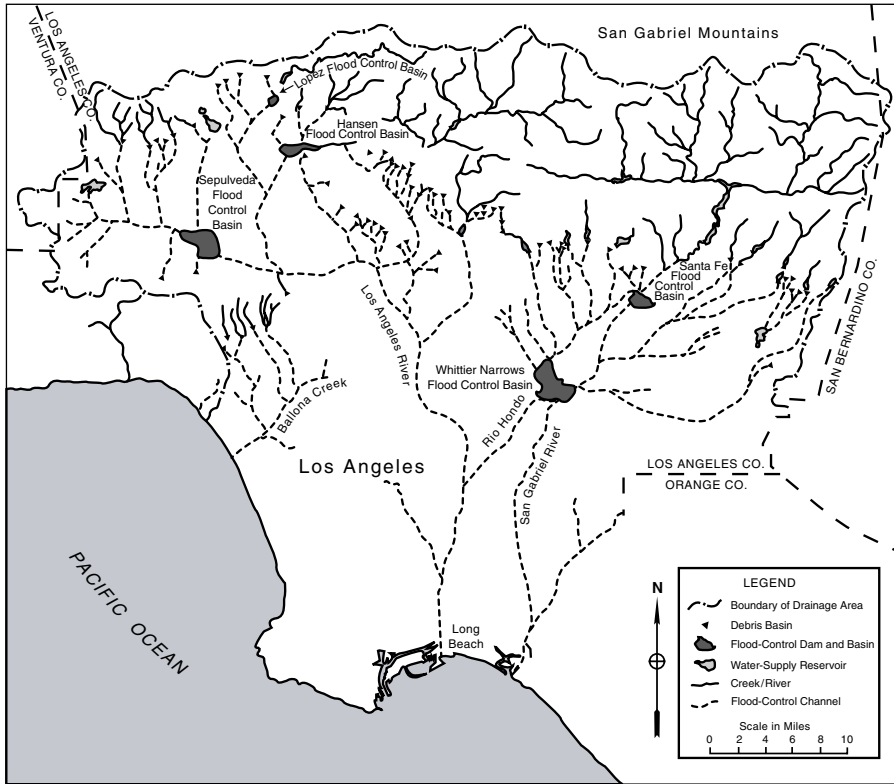 San Gabriel Mountains
LOS ANGELES CO.
VENTURA CO.
Lopez Flood Control Basin
Hansen
Flood Control Basin
Sepulveda
Flood
Control
Basin
Santa Fe
Flood
Control
Basin
SAN BERNARDINO CO.
Los Angeles River
Whittier Narrows
Flood Control Basin
Ballona Creek
Rio Hondo
San Gabriel River
Los Angeles
LOS ANGELES CO.
ORANGE CO.
PACIFIC OCEAN
Long
Beach
N
LEGEND
Boundary of Drainage Area
Debris Basin
Flood-Control Dam and Basin
Water-Supply Reservoir
Creek/River
Flood-Control Channel
Scale in Miles
0 2 4 6 8 10